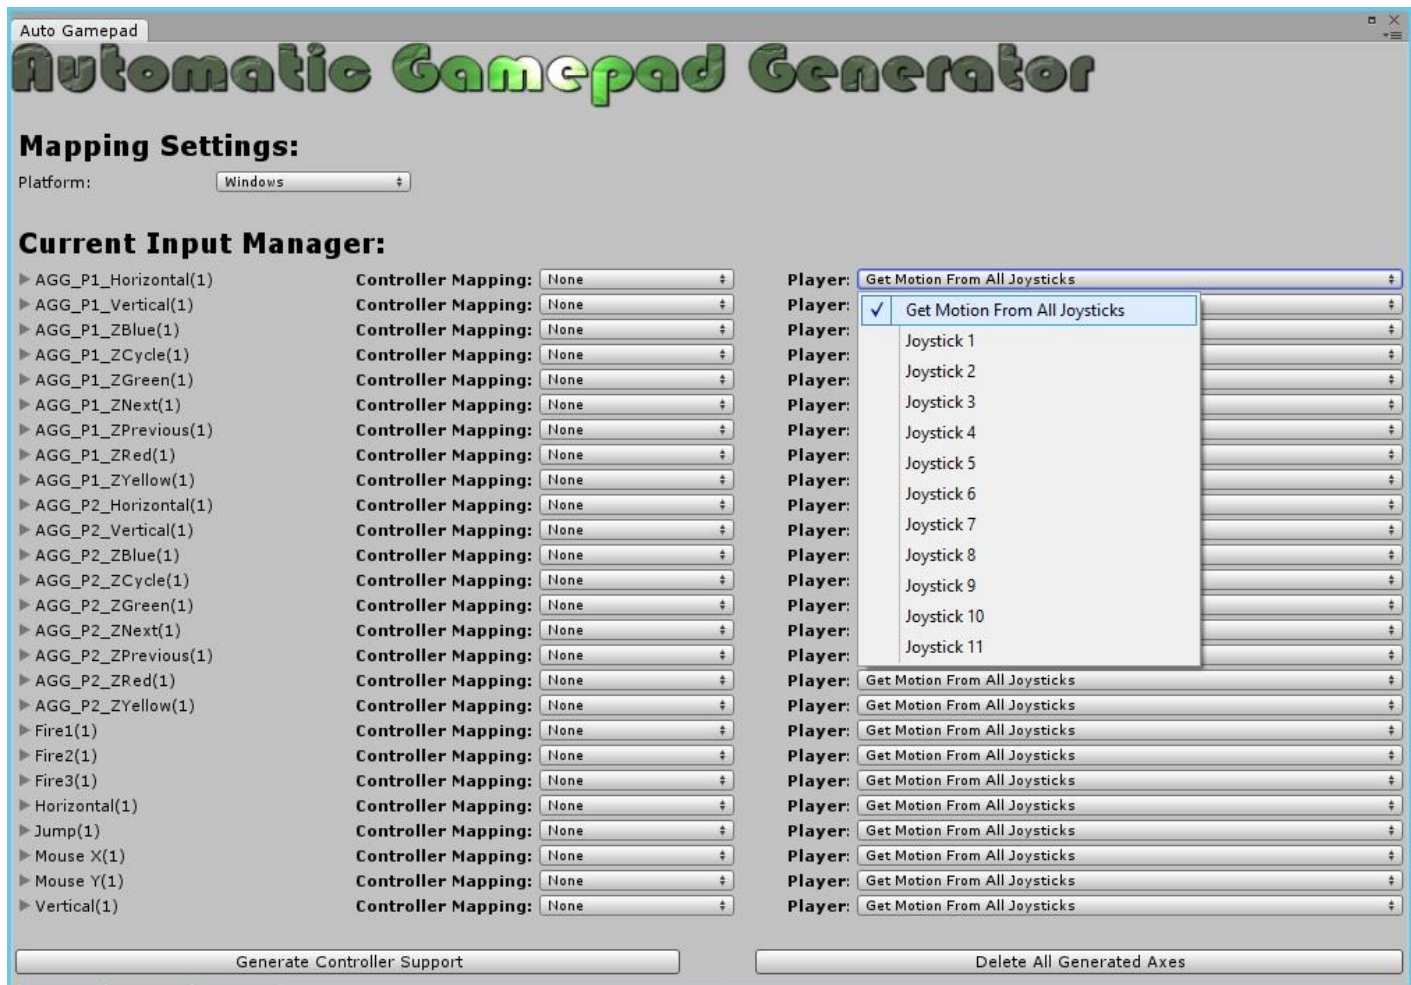 Auto Gamepad
Automatic Gamepad Generator
Mapping Settings:
Platform: Windows
Current Input Manager:
AGG_P1_Horizontal(1) Controller Mapping: None Player: Get Motion From All Joysticks
AGG_P1_Vertical(1) Controller Mapping: None Player:
AGG_P1_ZBlue(1) Controller Mapping: None Player:
AGG_P1_ZCycle(1) Controller Mapping: None Player:
AGG_P1_ZGreen(1) Controller Mapping: None Player:
AGG_P1_ZNext(1) Controller Mapping: None Player:
AGG_P1_ZPrevious(1) Controller Mapping: None Player:
AGG_P1_ZRed(1) Controller Mapping: None Player:
AGG_P1_ZYellow(1) Controller Mapping: None Player:
AGG_P2_Horizontal(1) Controller Mapping: None Player:
AGG_P2_Vertical(1) Controller Mapping: None Player:
AGG_P2_ZBlue(1) Controller Mapping: None Player:
AGG_P2_ZCycle(1) Controller Mapping: None Player:
AGG_P2_ZGreen(1) Controller Mapping: None Player:
AGG_P2_ZNext(1) Controller Mapping: None Player:
AGG_P2_ZPrevious(1) Controller Mapping: None Player:
Get Motion From All Joysticks
Joystick 1
Joystick 2
Joystick 3
Joystick 4
Joystick 5
Joystick 6
Joystick 7
Joystick 8
Joystick 9
Joystick 10
Joystick 11
AGG_P2_ZRed(1) Controller Mapping: None Player: Get Motion From All Joysticks
AGG_P2_ZYellow(1) Controller Mapping: None Player: Get Motion From All Joysticks
Fire1(1) Controller Mapping: None Player: Get Motion From All Joysticks
Fire2(1) Controller Mapping: None Player: Get Motion From All Joysticks
Fire3(1) Controller Mapping: None Player: Get Motion From All Joysticks
Horizontal(1) Controller Mapping: None Player: Get Motion From All Joysticks
Jump(1) Controller Mapping: None Player: Get Motion From All Joysticks
Mouse X(1) Controller Mapping: None Player: Get Motion From All Joysticks
Mouse Y(1) Controller Mapping: None Player: Get Motion From All Joysticks
Vertical(1) Controller Mapping: None Player: Get Motion From All Joysticks
Generate Controller Support Delete All Generated Axes